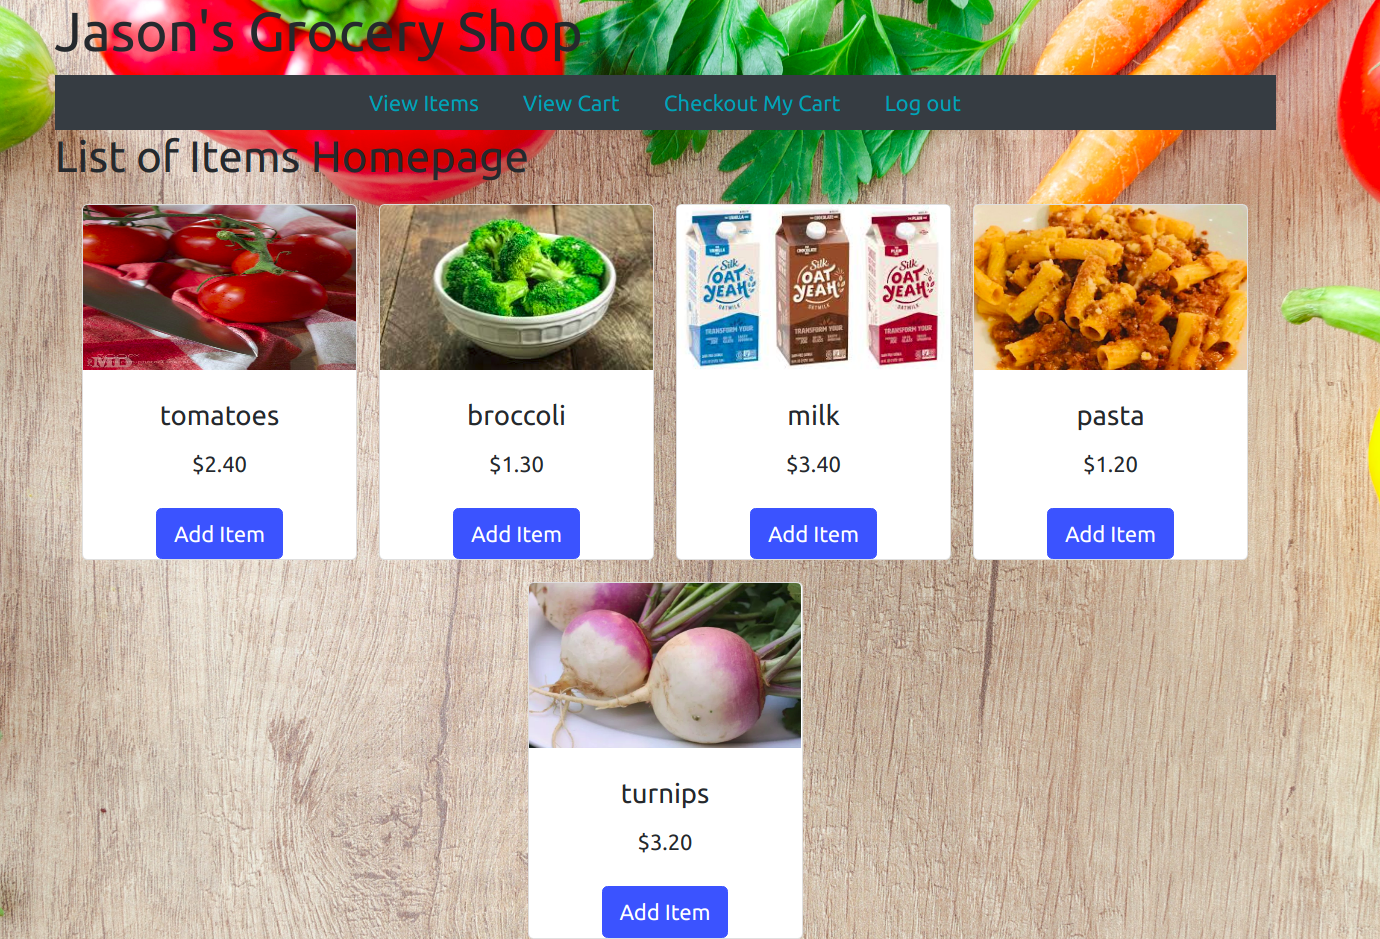 Jason's Grocery Shop
View Items View Cart Checkout My Cart Log out
List of Items Homepage
Silk Silk Silk
OAT YEAH OAT YEAH OAT YEAH
OATMILK OATMILK OATMILK
TRANSFORM YOUR TRANSFORM YOUR TRANSFORM YOUR
tomatoes broccoli milk pasta
$2.40 $1.30 $3.40 $1.20
Add Item Add Item Add Item Add Item
turnips
$3.20
Add Item